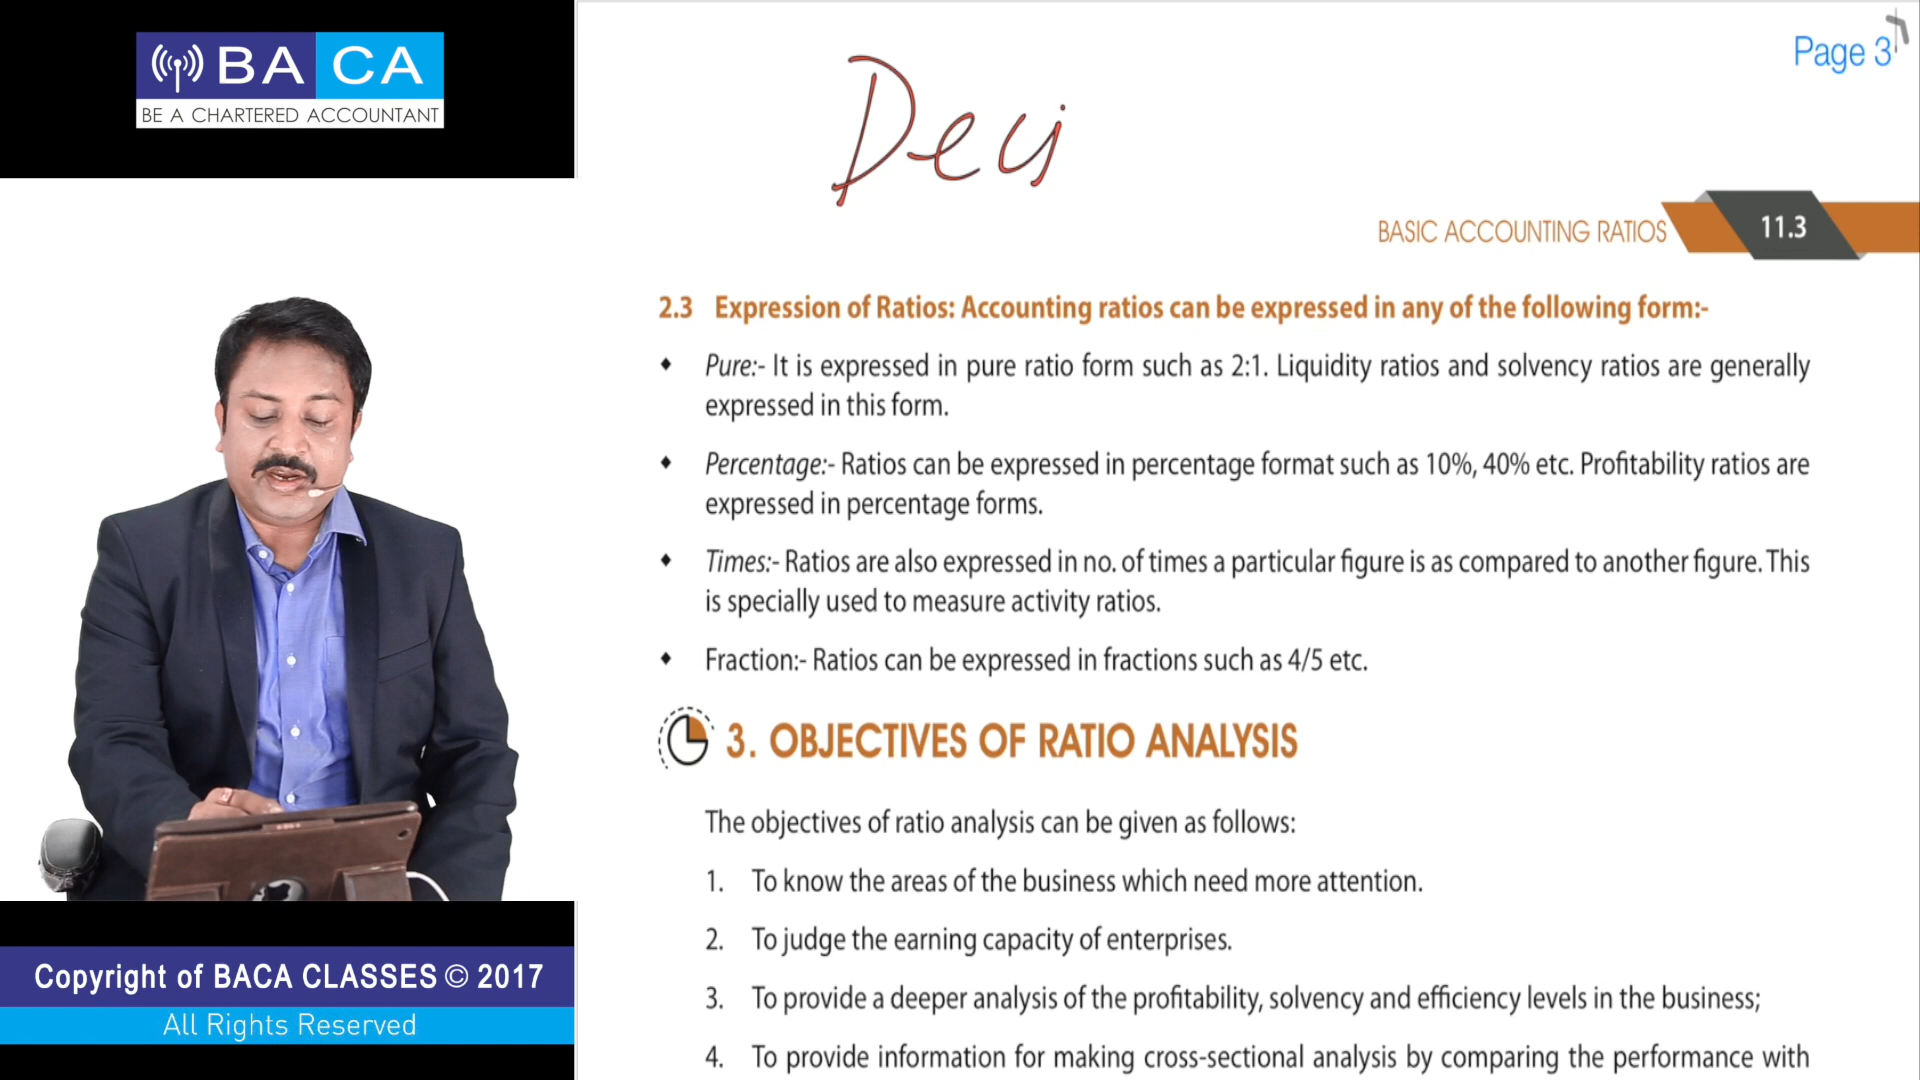 BA CA
BE A CHARTERED ACCOUNTANT
Page 3
BASIC ACCOUNTING RATIOS 11.3
2.3 Expression of Ratios: Accounting ratios can be expressed in any of the following form:-
♦ Pure:- It is expressed in pure ratio form such as 2:1. Liquidity ratios and solvency ratios are generally
expressed in this form.
♦ Percentage:- Ratios can be expressed in percentage format such as 10%, 40% etc. Profitability ratios are
expressed in percentage forms.
♦ Times:- Ratios are also expressed in no. of times a particular figure is as compared to another figure. This
is specially used to measure activity ratios.
♦ Fraction:- Ratios can be expressed in fractions such as 4/5 etc.
3. OBJECTIVES OF RATIO ANALYSIS
The objectives of ratio analysis can be given as follows:
1. To know the areas of the business which need more attention.
2. To judge the earning capacity of enterprises.
3. To provide a deeper analysis of the profitability, solvency and efficiency levels in the business;
4. To provide information for making cross-sectional analysis by comparing the performance with
Copyright of BACA CLASSES © 2017
All Rights Reserved